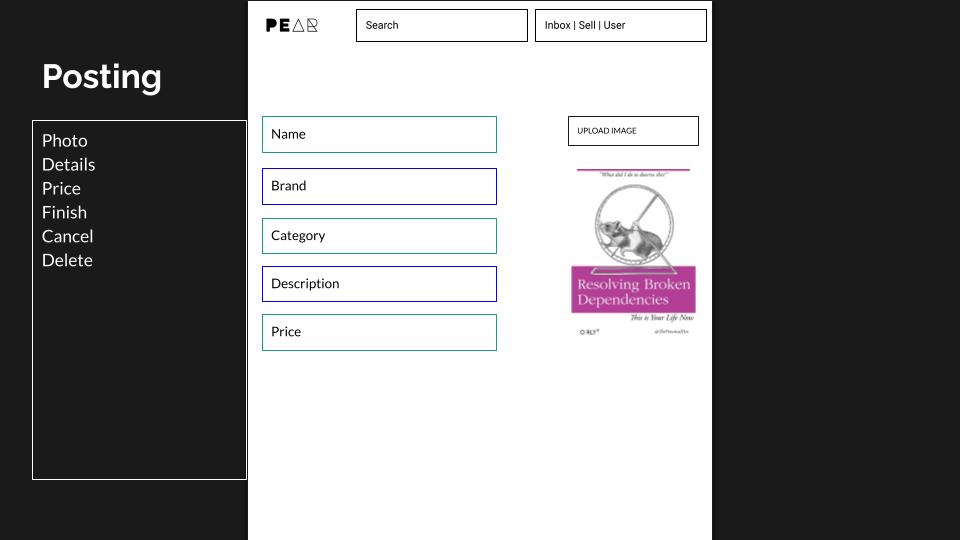 PEAR
Search
Inbox | Sell | User
Posting
Photo
Details
Price
Finish
Cancel
Delete
Name
Brand
Category
Description
Price
UPLOAD IMAGE
"What did I do to deserve this?"
Resolving Broken
Dependencies
This is Your Life Now
O RLY?
@ThePracticalDev